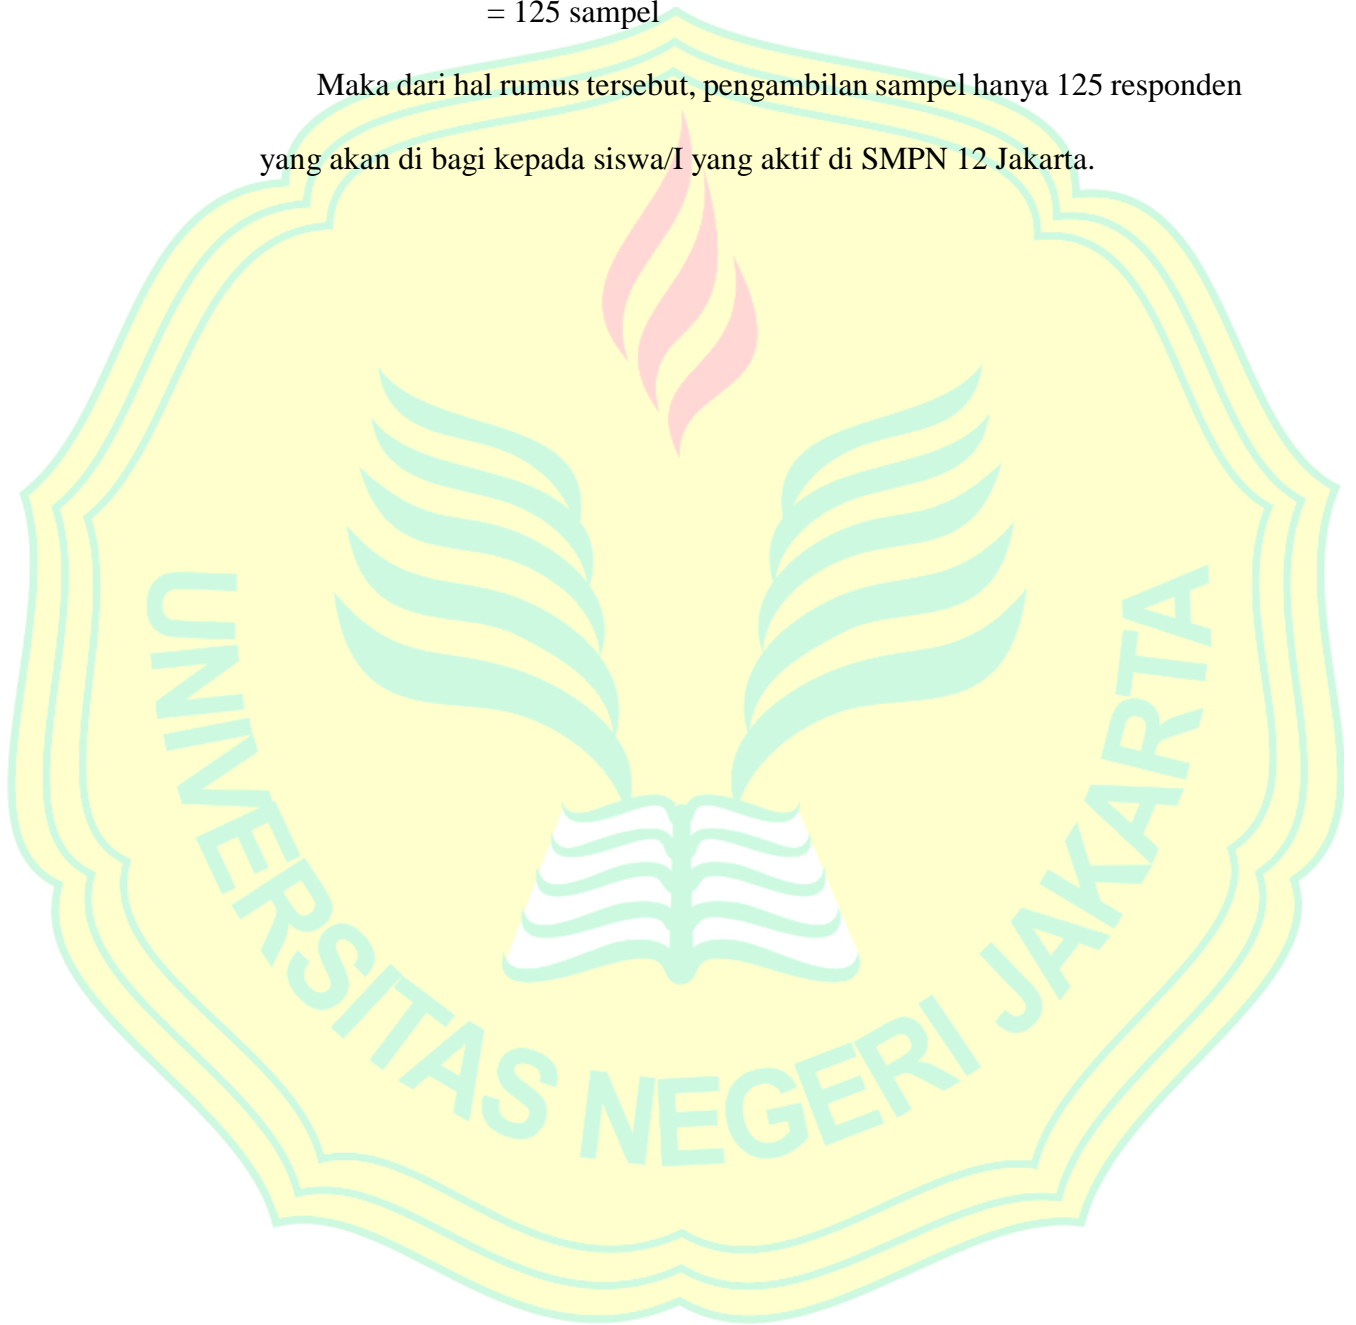 = 125 sampel
Maka dari hal rumus tersebut, pengambilan sampel hanya 125 responden
yang akan di bagi kepada siswa/I yang aktif di SMPN 12 Jakarta.
UNIVERSITAS NEGERI JAKARTA